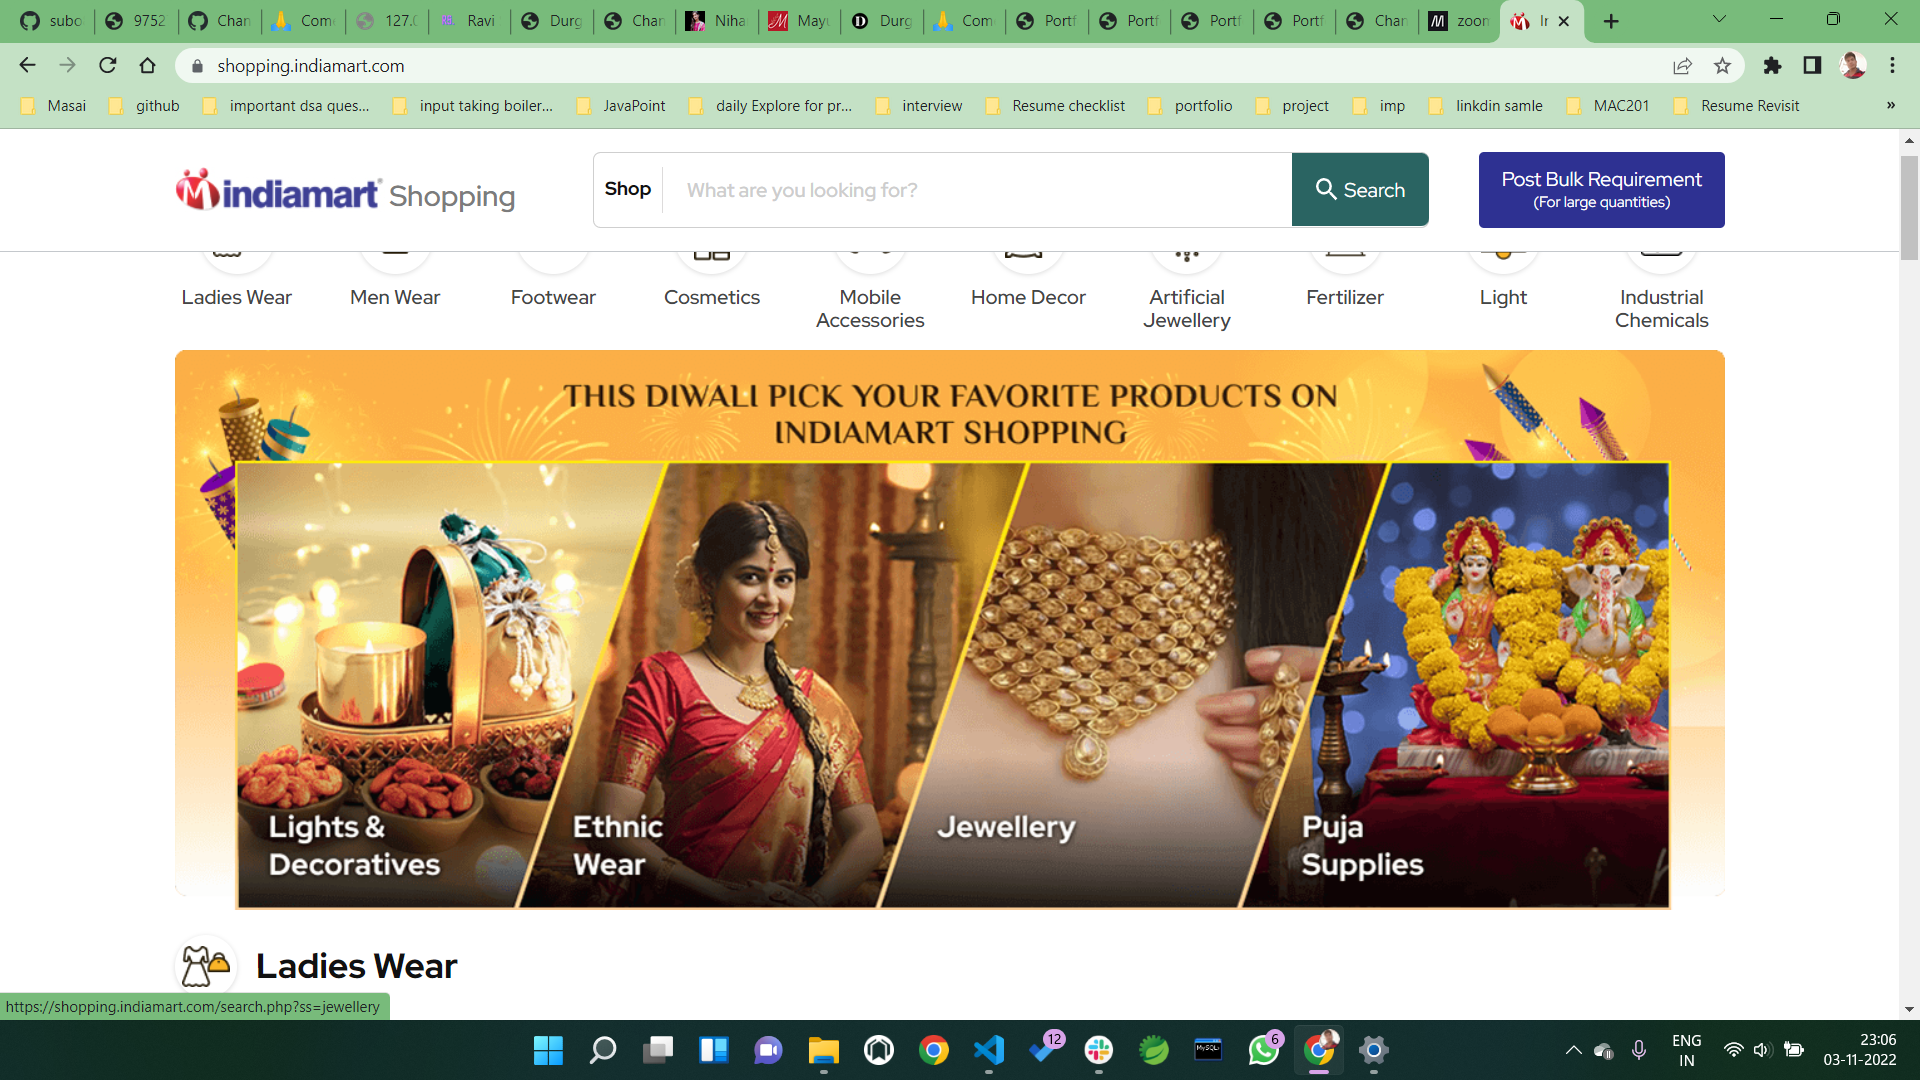 subo
9752
Chan
Com
127.0
Ravi
Durg
Chan
Niha
Mayu
Durg
Com
Portf
Portf
Portf
Portf
Chan
zoom
In
shopping.indiamart.com
Masai
github
important dsa ques...
input taking boiler...
JavaPoint
daily Explore for pr...
interview
Resume checklist
portfolio
project
imp
linkdin samle
MAC201
Resume Revisit
»
indiamart Shopping
Shop
What are you looking for?
Search
Post Bulk Requirement
(For large quantities)
Ladies Wear
Men Wear
Footwear
Cosmetics
Mobile
Accessories
Home Decor
Artificial
Jewellery
Fertilizer
Light
Industrial
Chemicals
THIS DIWALI PICK YOUR FAVORITE PRODUCTS ON
INDIAMART SHOPPING
Lights &
Decoratives
Ethnic
Wear
Jewellery
Puja
Supplies
Ladies Wear
https://shopping.indiamart.com/search.php?ss=jewellery
12
MySQL
6
ENG
IN
23:06
03-11-2022